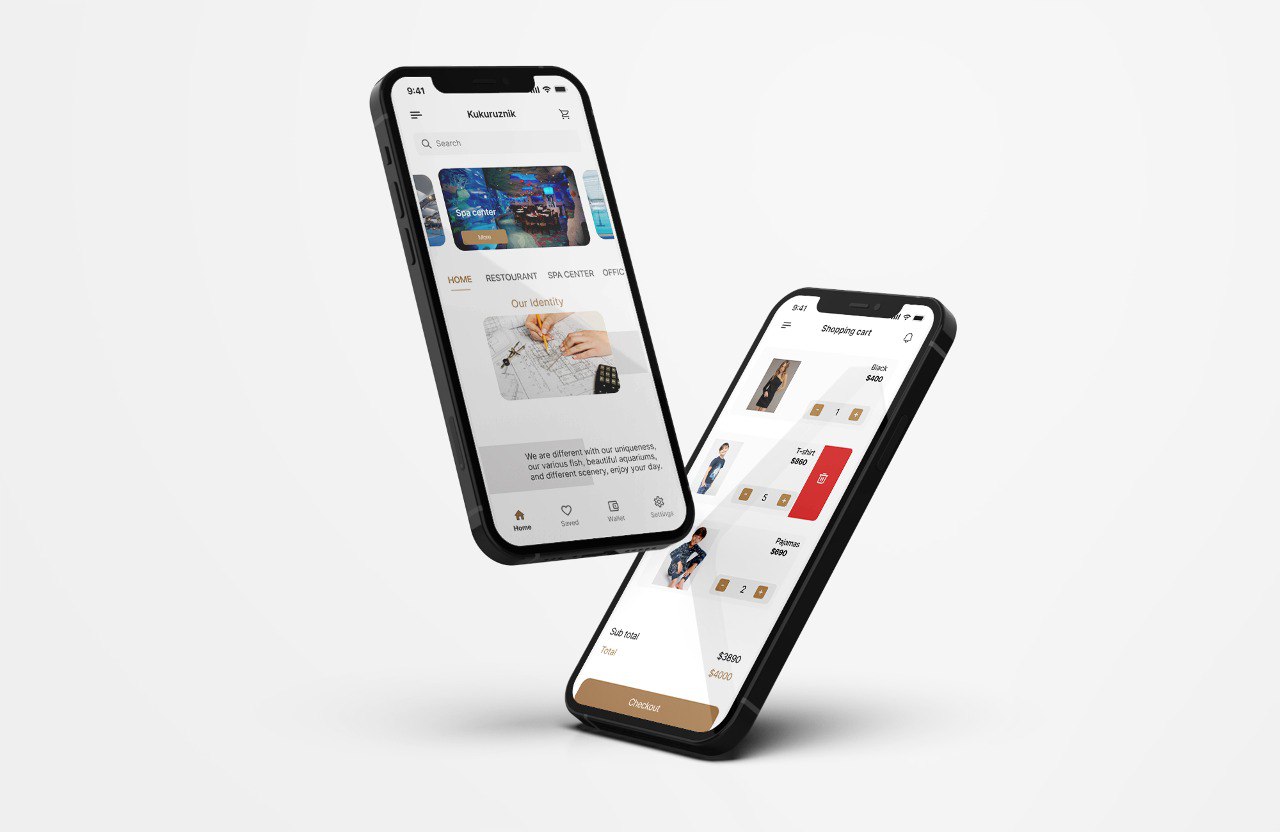 9:41
Kukuruznik
Search
Spa center
More
HOME RESTOURANT SPA CENTER OFFIC
Our Identity
We are different with our uniqueness,
our various fish, beautiful aquariums,
and different scenery, enjoy your day.
Home Saved Wallet Settings
9:41
Shopping cart
Black
$400
- 1 +
T-shirt
$860
- 5 +
Pajamas
$690
- 2 +
Sub total $3890
Total $4000
Checkout